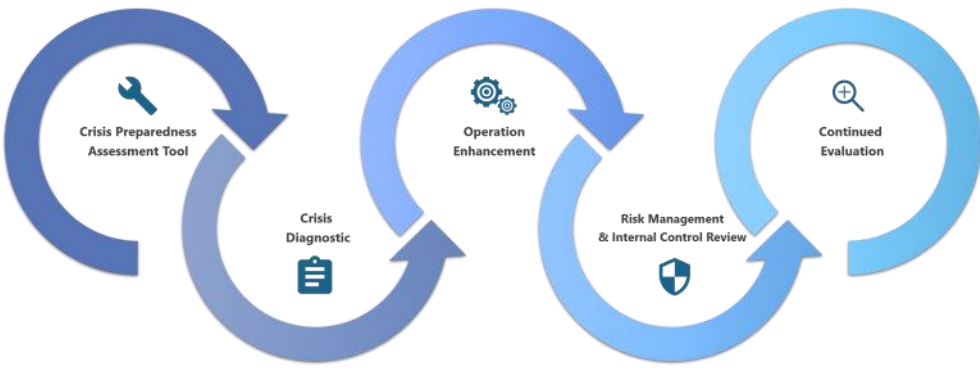 Crisis Preparedness
Assessment Tool
Crisis
Diagnostic
Operation
Enhancement
Risk Management
& Internal Control Review
Continued
Evaluation